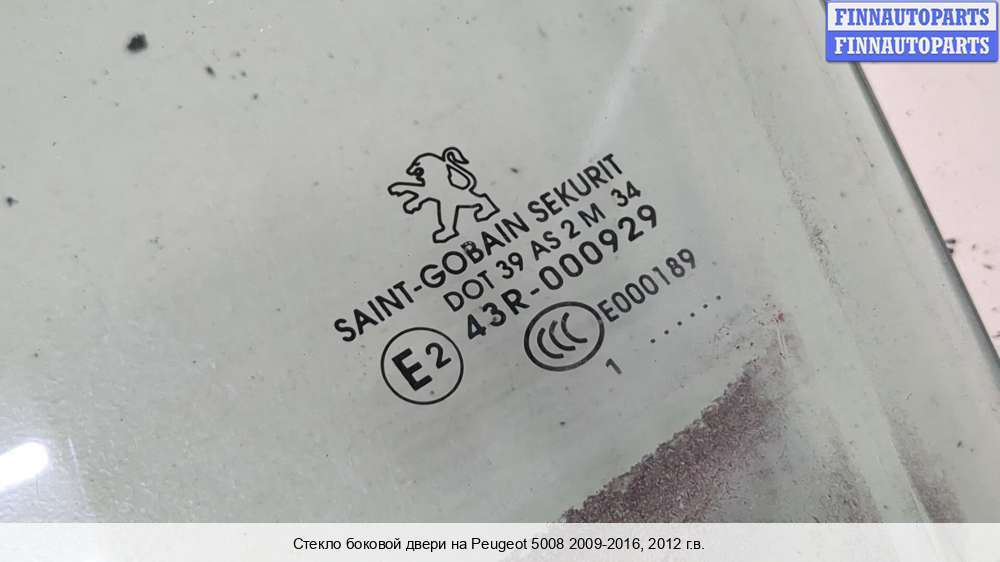 FINNAUTOPARTS
FINNAUTOPARTS
SAINT-GOBAIN SEKURIT
DOT 39 AS 2 M 34
43R-000929
E2
CCC
E000189
1 ......
Стекло боковой двери на Peugeot 5008 2009-2016, 2012 г.в.